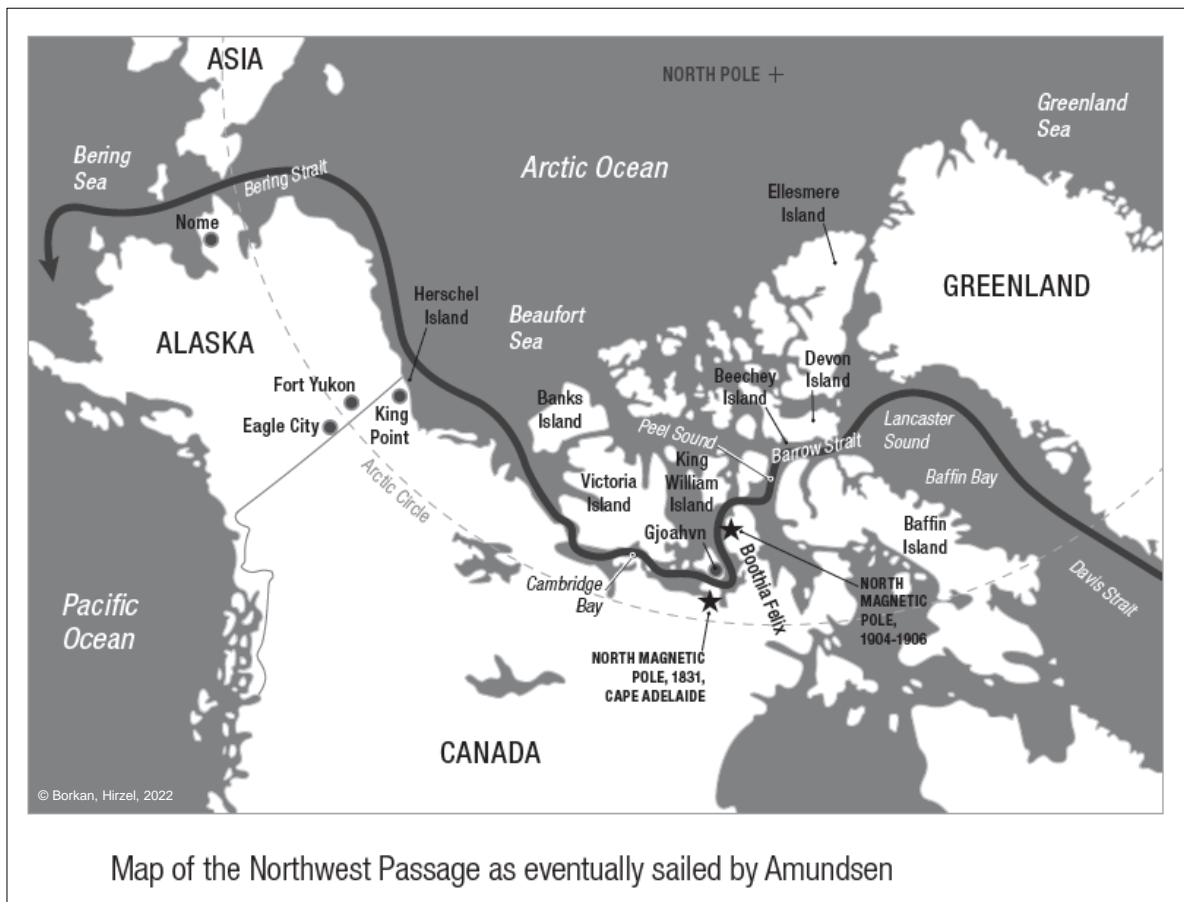 ASIA
NORTH POLE
Greenland
Sea
Bering
Sea
Bering Strait
Arctic Ocean
Ellesmere
Island
Nome
GREENLAND
Herschel
Island
Beaufort
Sea
ALASKA
Devon
Island
Beechey
Island
Fort Yukon
Eagle City
King
Point
Banks
Island
Peel Sound
Barrow Strait
Lancaster
Sound
Baffin Bay
Arctic Circle
Victoria
Island
King
William
Island
Gjoahvn
Baffin
Island
Boothia Felix
Davis Strait
Cambridge
Bay
NORTH
MAGNETIC
POLE,
1904-1906
Pacific
Ocean
NORTH MAGNETIC
POLE, 1831,
CAPE ADELAIDE
CANADA
© Borkan, Hirzel, 2022
Map of the Northwest Passage as eventually sailed by Amundsen